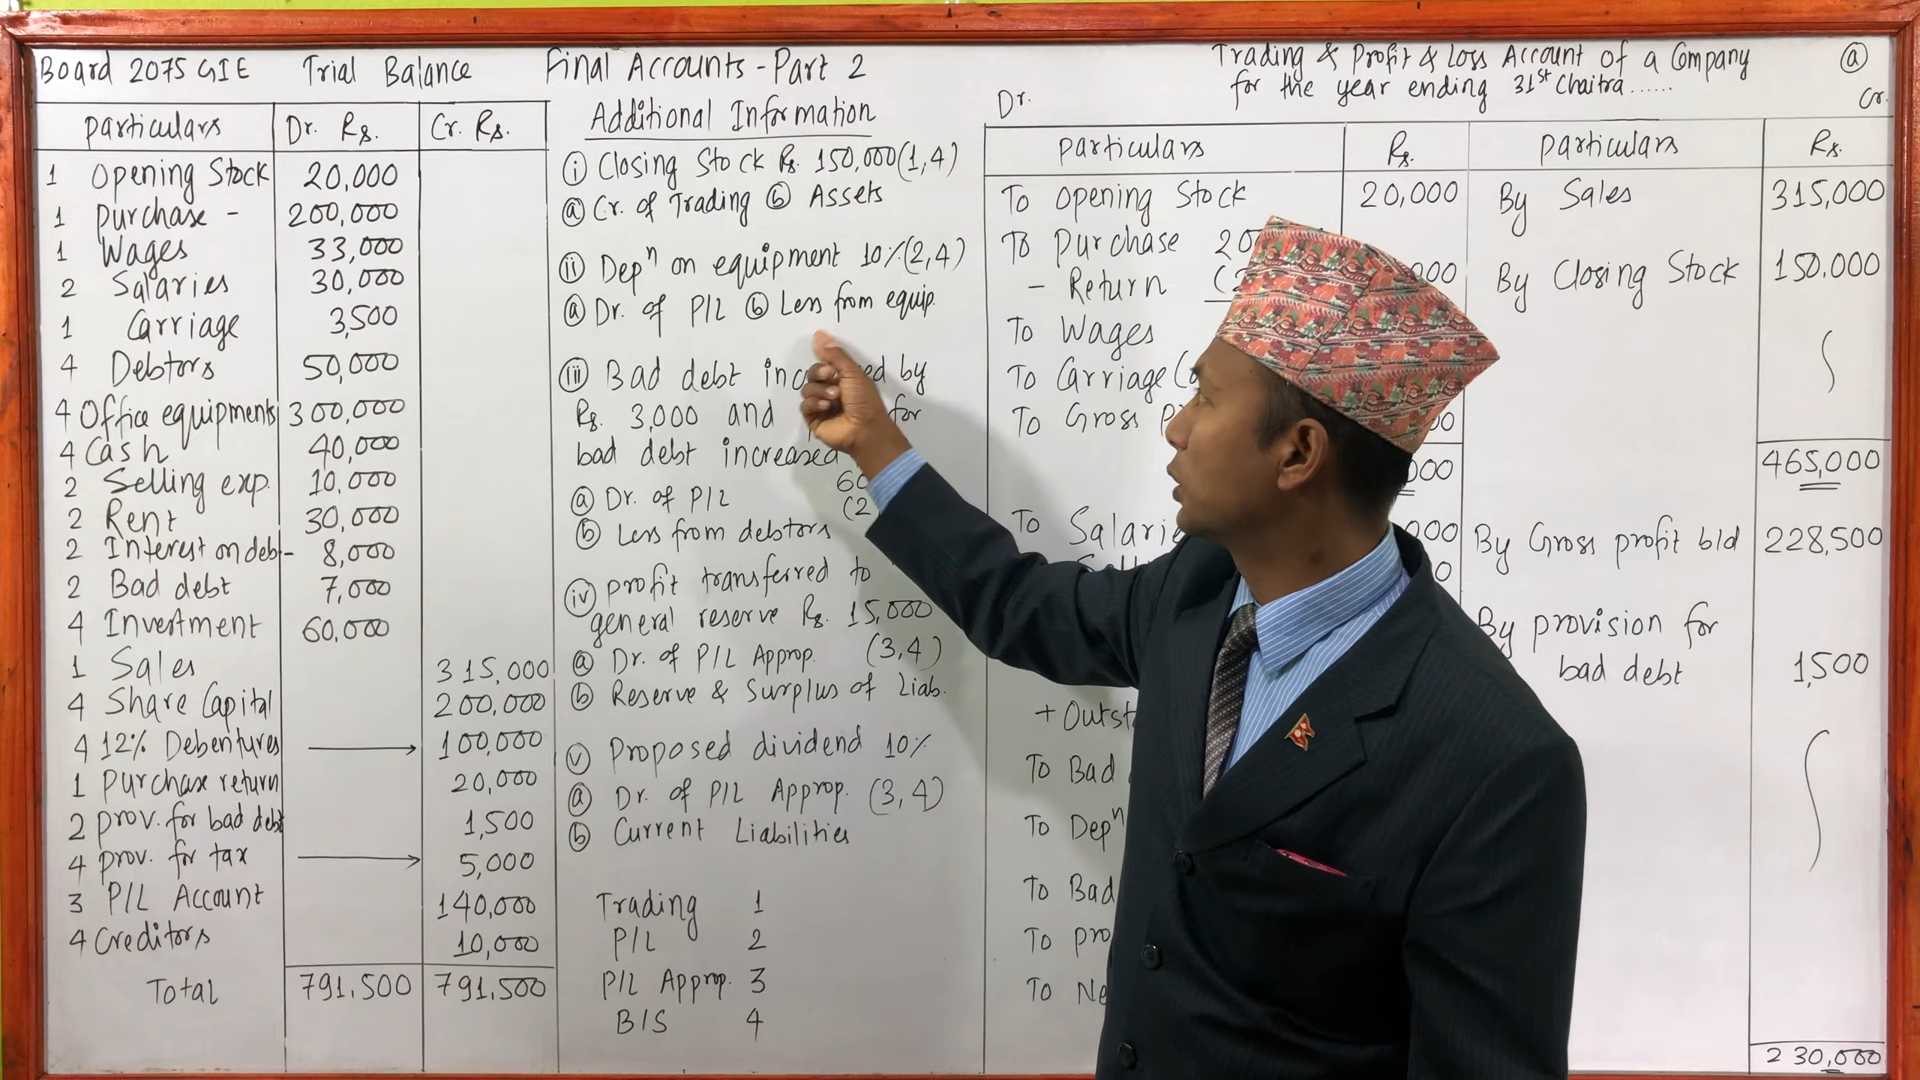 Board 2075 GIE Trial Balance Final Accounts - Part 2
particulars Dr. Rs. Cr. Rs.
1 Opening Stock 20,000
1 purchase - 200,000
1 Wages 33,000
2 Salaries 30,000
1 Carriage 3,500
4 Debtors 50,000
4 Office equipments 300,000
4 Cash 40,000
2 Selling exp. 10,000
2 Rent 30,000
2 Interest on deb- 8,000
2 Bad debt 7,000
4 Investment 60,000
1 Sales 315,000
4 Share Capital 200,000
4 12% Debentures 100,000
1 purchase return 20,000
2 prov. for bad debt 1,500
4 prov. for tax 5,000
3 P/L Account 140,000
4 Creditors 10,000
Total 791,500 791,500
Additional Information
(i) Closing Stock Rs. 150,000 (1,4)
(a) Cr. of Trading (b) Assets
(ii) Depn on equipment 10% (2,4)
(a) Dr. of P/L (b) Less from equip.
(iii) Bad debt by
Rs. 3,000 and for
bad debt increased
(a) Dr. of P/L
(b) Less from debtors
(iv) profit transferred to
general reserve Rs. 15,000
(a) Dr. of P/L Approp. (3,4)
(b) Reserve & Surplus of Liab.
(v) Proposed dividend 10%
(a) Dr. of P/L Approp. (3,4)
(b) Current Liabilities
Trading 1
P/L 2
P/L Approp. 3
B/S 4
Trading & Profit & Loss Account of a Company (a)
for the year ending 31st Chaitra......
Dr. Cr.
particulars Rs. particulars Rs.
To Opening Stock 20,000 By Sales 315,000
To Purchase
- Return By Closing Stock 150,000
To Wages
To Carriage
To Gross
465,000
To By Gross profit b/d 228,500
By provision for
bad debt 1,500
+
To Bad
To Depn
To Bad
To
To
230,000